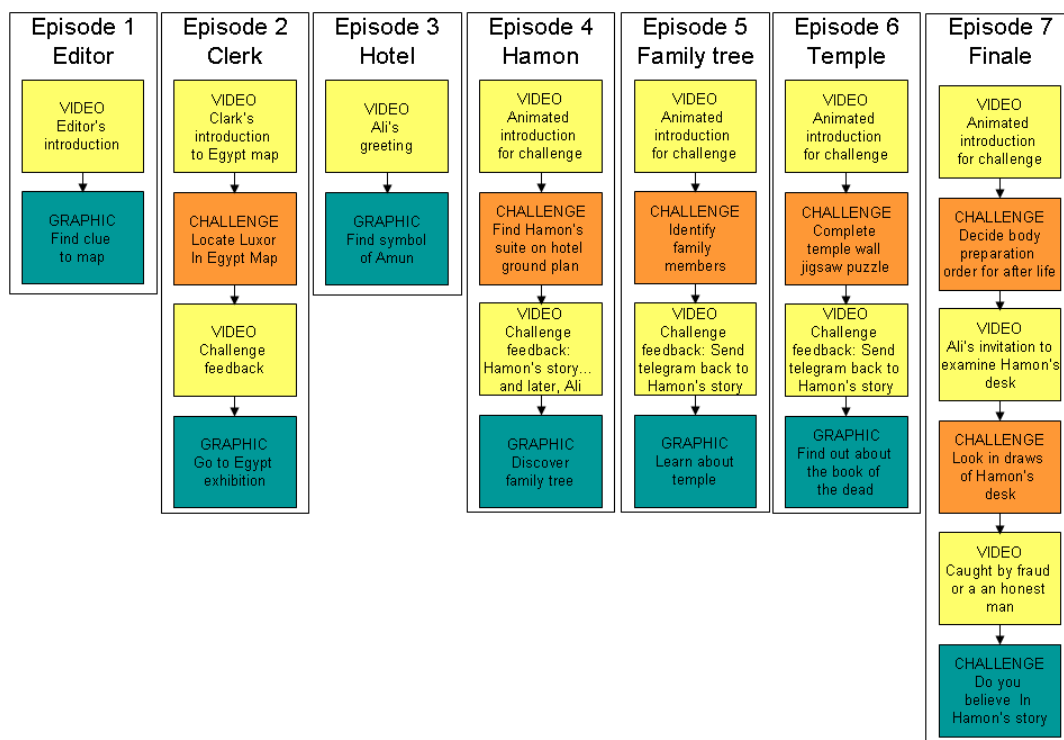 Episode 1
Editor
VIDEO
Editor's
introduction
GRAPHIC
Find clue
to map
Episode 2
Clerk
VIDEO
Clark's
introduction
to Egypt map
CHALLENGE
Locate Luxor
In Egypt Map
VIDEO
Challenge
feedback
GRAPHIC
Go to Egypt
exhibition
Episode 3
Hotel
VIDEO
Ali's
greeting
GRAPHIC
Find symbol
of Amun
Episode 4
Hamon
VIDEO
Animated
introduction
for challenge
CHALLENGE
Find Hamon's
suite on hotel
ground plan
VIDEO
Challenge
feedback:
Hamon's story...
and later, Ali
GRAPHIC
Discover
family tree
Episode 5
Family tree
VIDEO
Animated
introduction
for challenge
CHALLENGE
Identify
family
members
VIDEO
Challenge
feedback: Send
telegram back to
Hamon's story
GRAPHIC
Learn about
temple
Episode 6
Temple
VIDEO
Animated
introduction
for challenge
CHALLENGE
Complete
temple wall
jigsaw puzzle
VIDEO
Challenge
feedback: Send
telegram back to
Hamon's story
GRAPHIC
Find out about
the book of
the dead
Episode 7
Finale
VIDEO
Animated
introduction
for challenge
CHALLENGE
Decide body
preparation
order for after life
VIDEO
Ali's invitation to
examine Hamon's
desk
CHALLENGE
Look in draws
of Hamon's
desk
VIDEO
Caught by fraud
or a an honest
man
CHALLENGE
Do you
believe In
Hamon's story